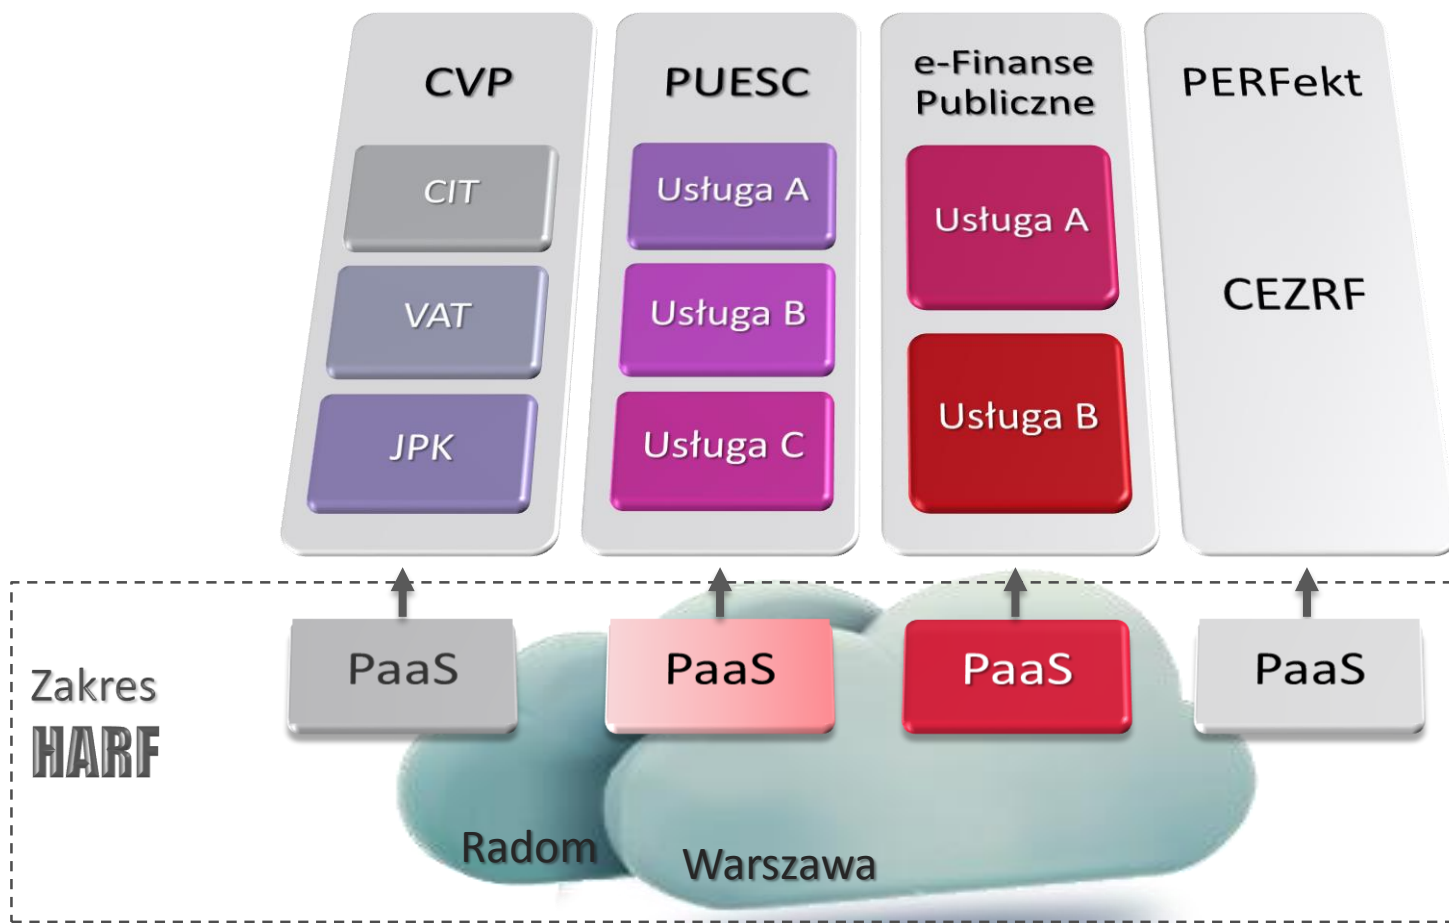 CVP
CIT
VAT
JPK
PUESC
Usługa A
Usługa B
Usługa C
e-Finanse
Publiczne
Usługa A
Usługa B
PERFekt
CEZRF
PaaS
PaaS
PaaS
PaaS
Zakres
HARF
Radom
Warszawa